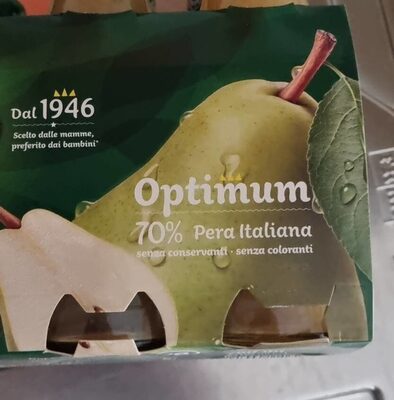 Dal 1946
Scelto dalle mamme,
preferito dai bambini*
Optimum
70% Pera Italiana
senza conservanti · senza coloranti